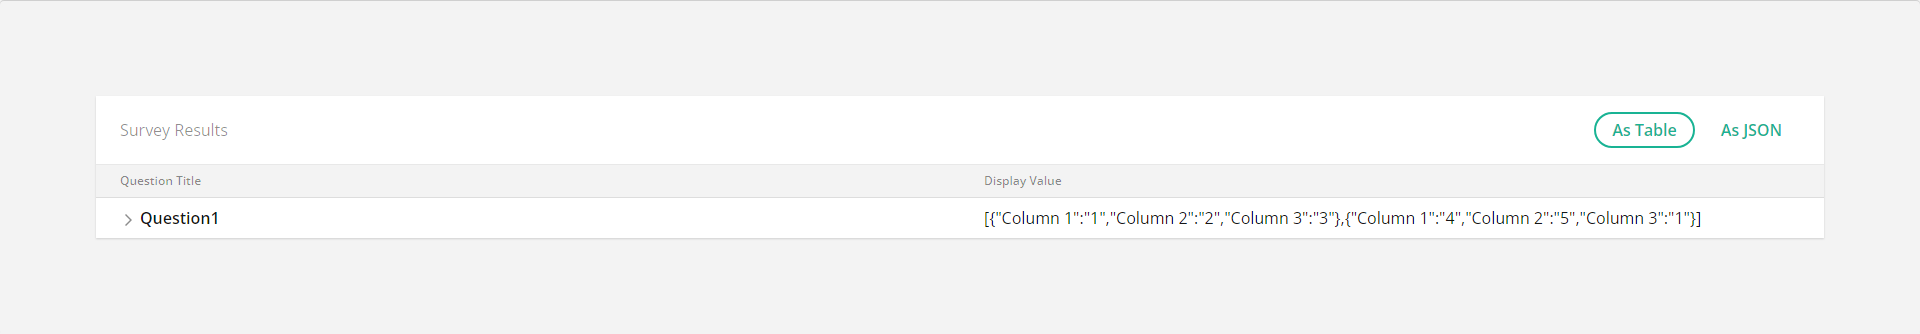 Survey Results
As Table
As JSON
Question Title
Display Value
Question1
[{"Column 1":"1","Column 2":"2","Column 3":"3"},{"Column 1":"4","Column 2":"5","Column 3":"1"}]